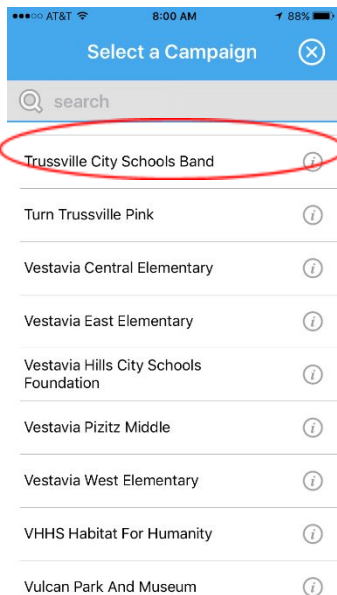 AT&T 8:00 AM 88%
Select a Campaign
search
Trussville City Schools Band
Turn Trussville Pink
Vestavia Central Elementary
Vestavia East Elementary
Vestavia Hills City Schools
Foundation
Vestavia Pizitz Middle
Vestavia West Elementary
VHHS Habitat For Humanity
Vulcan Park And Museum